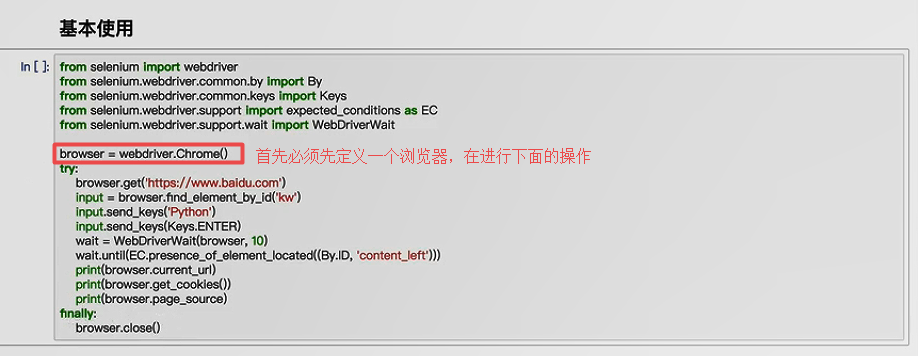 基本使用
In [ ]:
from selenium import webdriver
from selenium.webdriver.common.by import By
from selenium.webdriver.common.keys import Keys
from selenium.webdriver.support import expected_conditions as EC
from selenium.webdriver.support.wait import WebDriverWait
browser = webdriver.Chrome() 首先必须先定义一个浏览器，在进行下面的操作
try:
browser.get('https://www.baidu.com')
input = browser.find_element_by_id('kw')
input.send_keys('Python')
input.send_keys(Keys.ENTER)
wait = WebDriverWait(browser, 10)
wait.until(EC.presence_of_element_located((By.ID, 'content_left')))
print(browser.current_url)
print(browser.get_cookies())
print(browser.page_source)
finally:
browser.close()